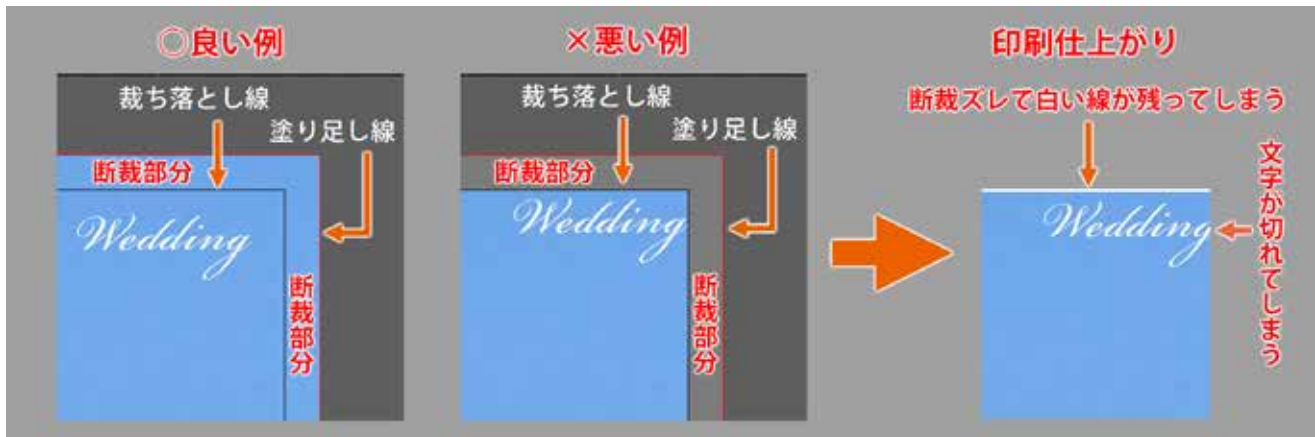 ○良い例
裁ち落とし線
塗り足し線
断裁部分
Wedding
断裁部分
×悪い例
裁ち落とし線
塗り足し線
断裁部分
Wedding
断裁部分
印刷仕上がり
断裁ズレて白い線が残ってしまう
Wedding
文字が切れてしまう